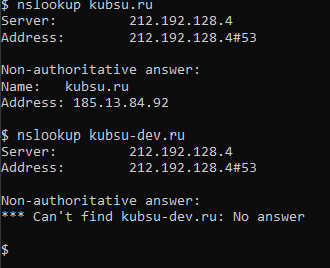 $ nslookup kubsu.ru
Server:         212.192.128.4
Address:        212.192.128.4#53
Non-authoritative answer:
Name:   kubsu.ru
Address: 185.13.84.92
$ nslookup kubsu-dev.ru
Server:         212.192.128.4
Address:        212.192.128.4#53
Non-authoritative answer:
*** Can't find kubsu-dev.ru: No answer
$